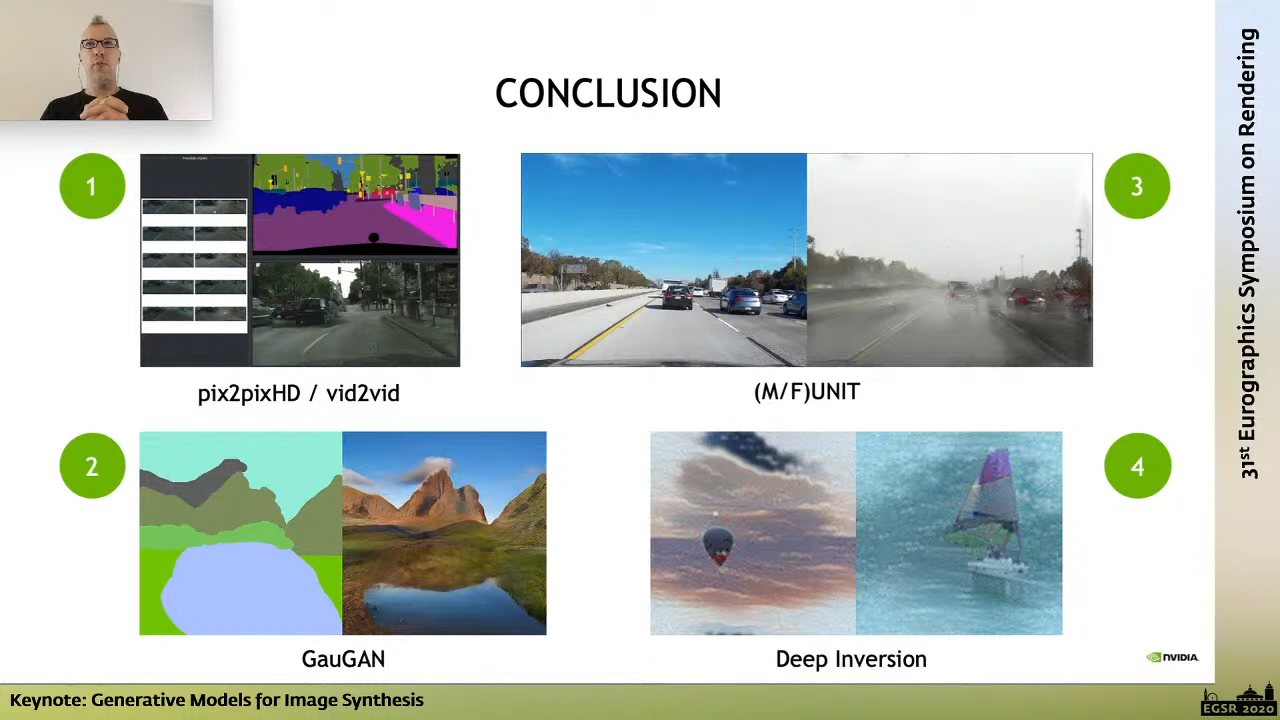 CONCLUSION
1
pix2pixHD / vid2vid
3
(M/F)UNIT
2
GauGAN
4
Deep Inversion
NVIDIA.
31st Eurographics Symposium on Rendering
Keynote: Generative Models for Image Synthesis
EGSR 2020